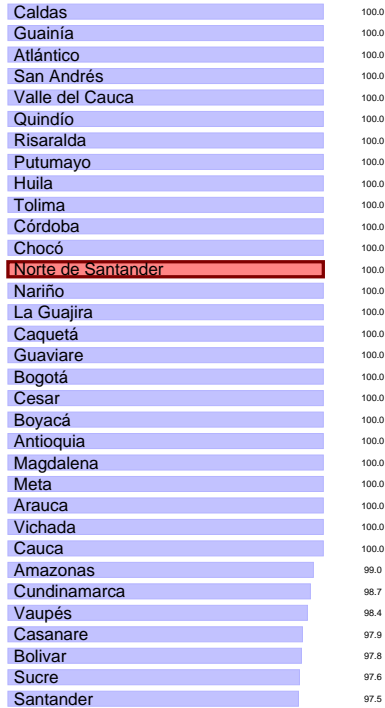 Caldas 100.0
Guainía 100.0
Atlántico 100.0
San Andrés 100.0
Valle del Cauca 100.0
Quindío 100.0
Risaralda 100.0
Putumayo 100.0
Huila 100.0
Tolima 100.0
Córdoba 100.0
Chocó 100.0
Norte de Santander 100.0
Nariño 100.0
La Guajira 100.0
Caquetá 100.0
Guaviare 100.0
Bogotá 100.0
Cesar 100.0
Boyacá 100.0
Antioquia 100.0
Magdalena 100.0
Meta 100.0
Arauca 100.0
Vichada 100.0
Cauca 100.0
Amazonas 99.0
Cundinamarca 98.7
Vaupés 98.4
Casanare 97.9
Bolivar 97.8
Sucre 97.6
Santander 97.5